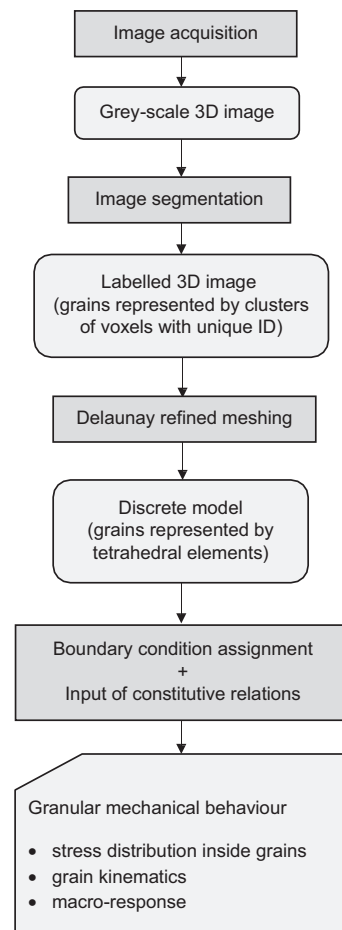 Image acquisition
Grey-scale 3D image
Image segmentation
Labelled 3D image
(grains represented by clusters
of voxels with unique ID)
Delaunay refined meshing
Discrete model
(grains represented by
tetrahedral elements)
Boundary condition assignment
+
Input of constitutive relations
Granular mechanical behaviour
• stress distribution inside grains
• grain kinematics
• macro-response